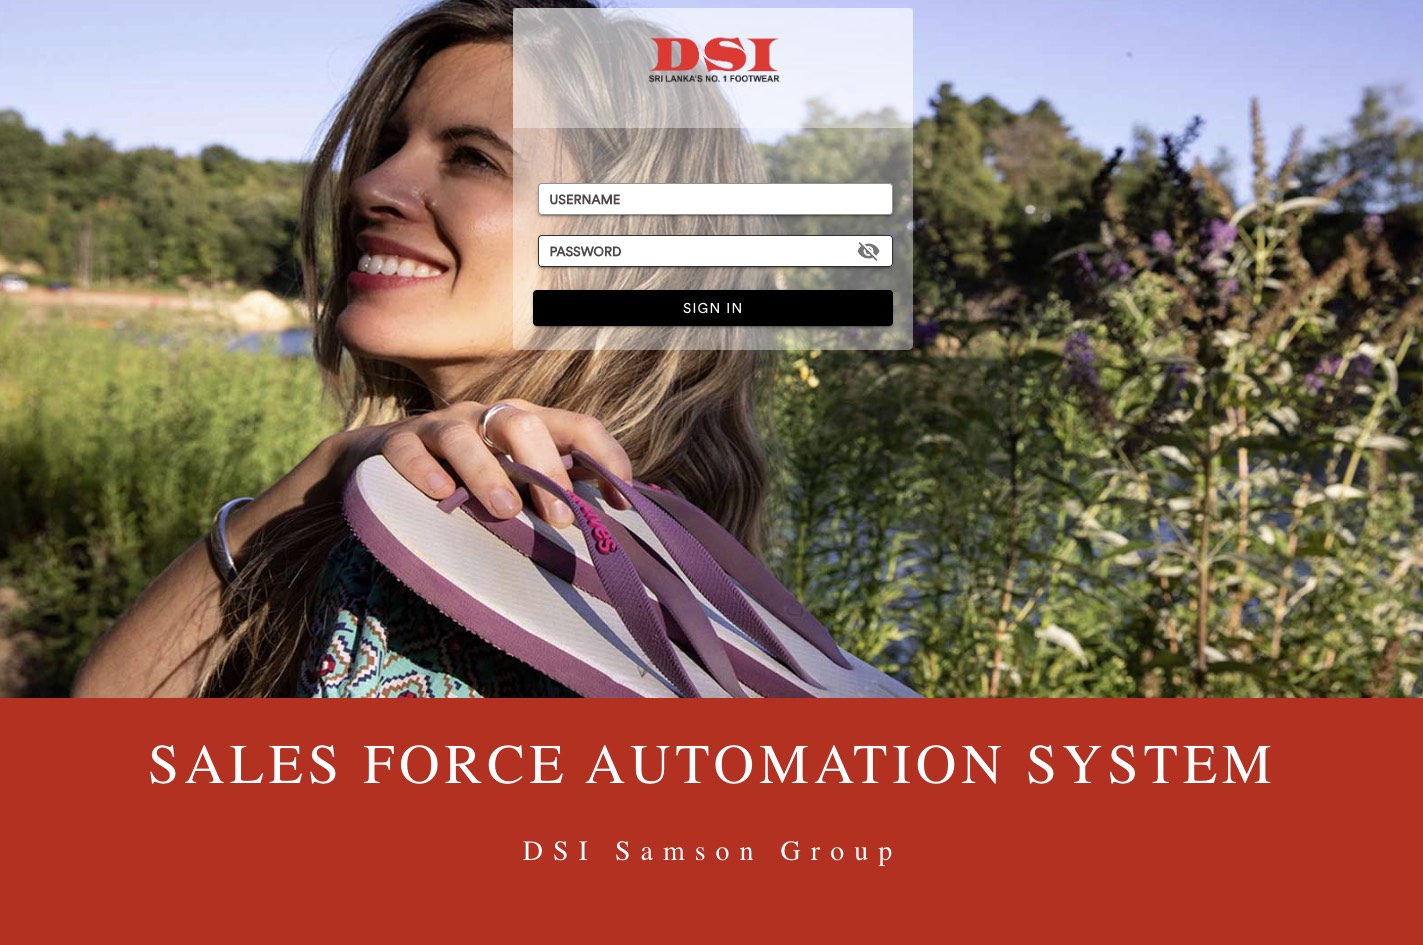 DSI
SRI LANKA'S NO. 1 FOOTWEAR
USERNAME
PASSWORD
SIGN IN
SALES FORCE AUTOMATION SYSTEM
DSI Samson Group